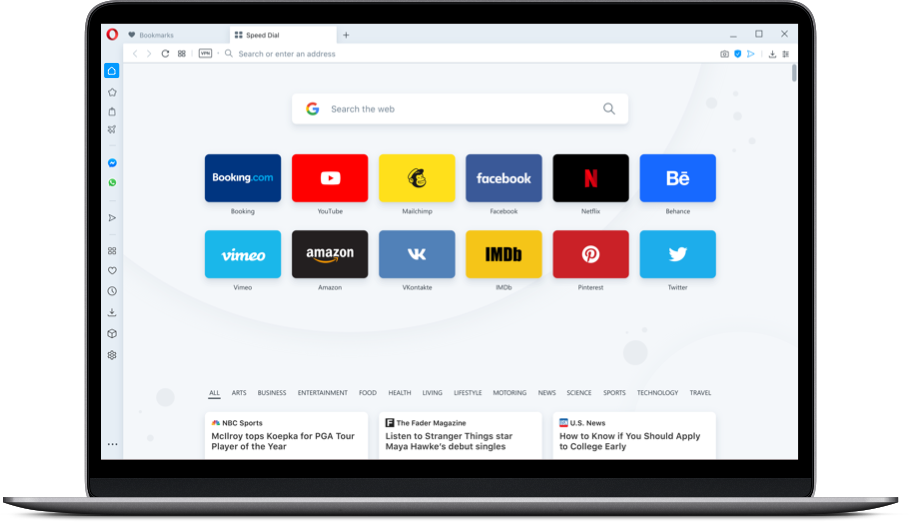 Bookmarks
Speed Dial
VPN
Search or enter an address
Search the web
Booking.com
facebook
N
Bē
Booking
YouTube
Mailchimp
Facebook
Netflix
Behance
vimeo
amazon
IMDb
Vimeo
Amazon
VKontakte
IMDb
Pinterest
Twitter
ALL ARTS BUSINESS ENTERTAINMENT FOOD HEALTH LIVING LIFESTYLE MOTORING NEWS SCIENCE SPORTS TECHNOLOGY TRAVEL
NBC Sports
McIlroy tops Koepka for PGA Tour
Player of the Year
The Fader Magazine
Listen to Stranger Things star
Maya Hawke's debut singles
U.S. News
How to Know if You Should Apply
to College Early